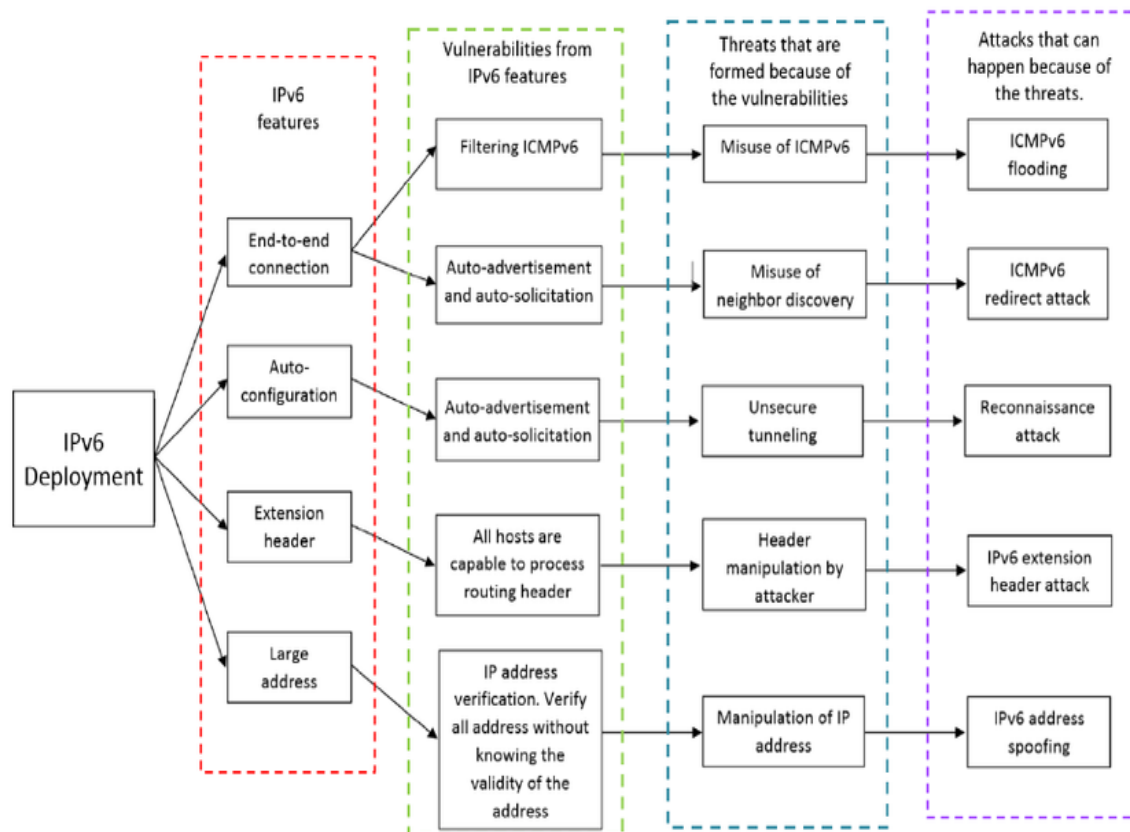 IPv6
features
Vulnerabilities from
IPv6 features
Threats that are
formed because of
the vulnerabilities
Attacks that can
happen because of
the threats.
IPv6
Deployment
End-to-end
connection
Auto-
configuration
Extension
header
Large
address
Filtering ICMPv6
Auto-advertisement
and auto-solicitation
Auto-advertisement
and auto-solicitation
All hosts are
capable to process
routing header
IP address
verification. Verify
all address without
knowing the
validity of the
address
Misuse of ICMPv6
Misuse of
neighbor discovery
Unsecure
tunneling
Header
manipulation by
attacker
Manipulation of IP
address
ICMPv6
flooding
ICMPv6
redirect attack
Reconnaissance
attack
IPv6 extension
header attack
IPv6 address
spoofing